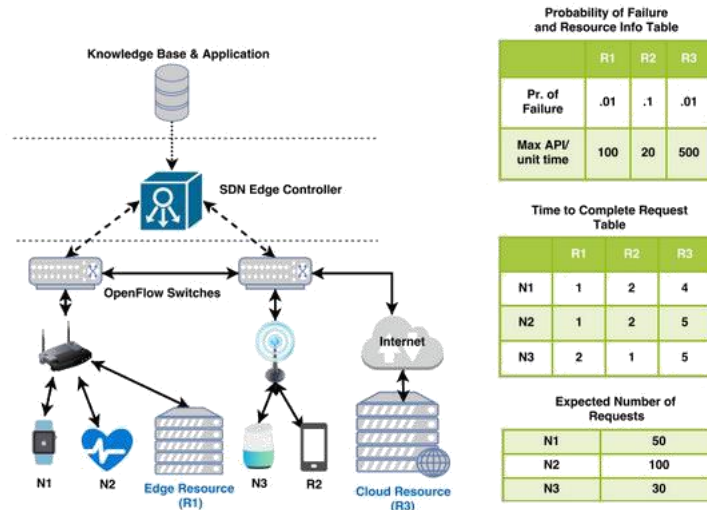 Knowledge Base & Application
SDN Edge Controller
OpenFlow Switches
Internet
N1
N2
Edge Resource
(R1)
N3
R2
Cloud Resource
(R3)
Probability of Failure
and Resource Info Table
R1 R2 R3
Pr. of
Failure
.01 .1 .01
Max API/
unit time
100 20 500
Time to Complete Request
Table
R1 R2 R3
N1 1 2 4
N2 1 2 5
N3 2 1 5
Expected Number of
Requests
N1 50
N2 100
N3 30